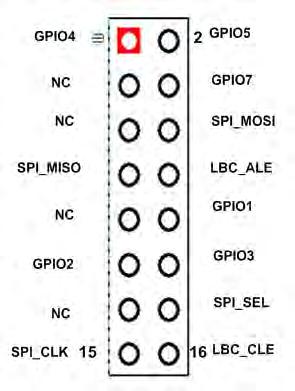 GPIO4 2 GPIO5
NC GPIO7
NC SPI_MOSI
SPI_MISO LBC_ALE
NC GPIO1
GPIO2 GPIO3
NC SPI_SEL
SPI_CLK 15 16 LBC_CLE